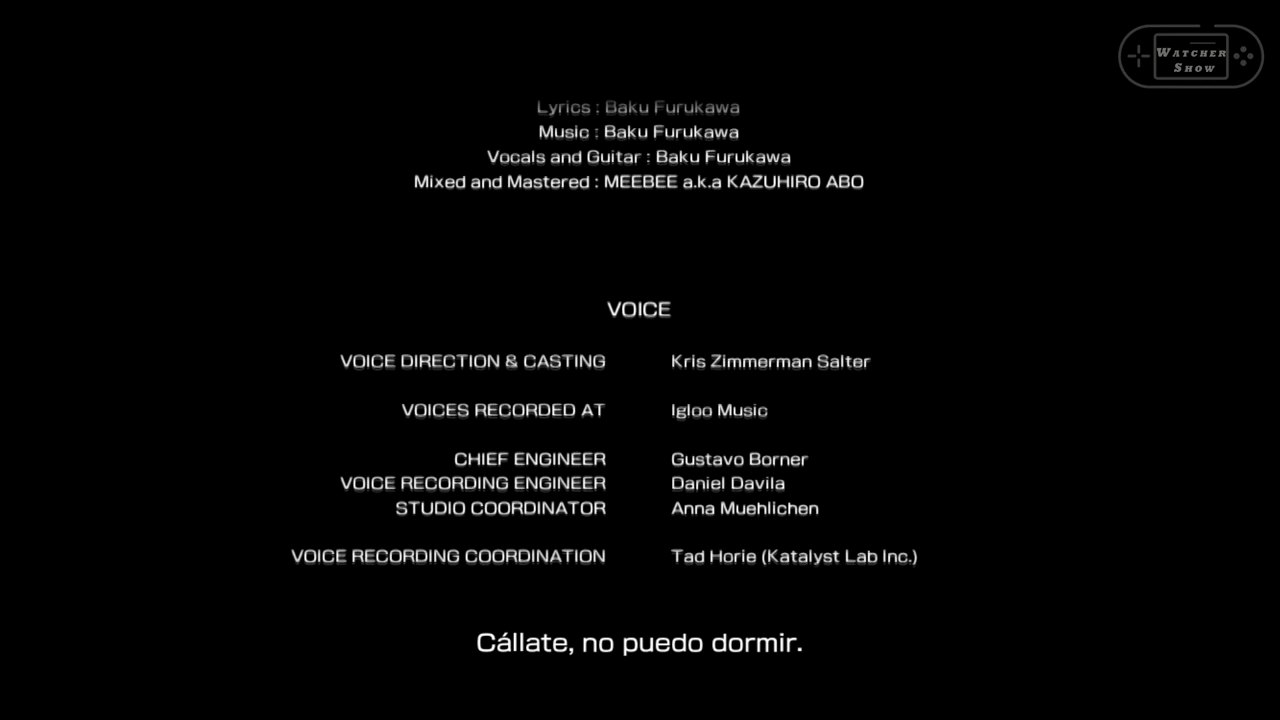 Watcher
Show
Lyrics : Baku Furukawa
Music : Baku Furukawa
Vocals and Guitar : Baku Furukawa
Mixed and Mastered : MEEBEE a.k.a KAZUHIRO ABO
VOICE
VOICE DIRECTION & CASTING Kris Zimmerman Salter
VOICES RECORDED AT Igloo Music
CHIEF ENGINEER Gustavo Borner
VOICE RECORDING ENGINEER Daniel Davila
STUDIO COORDINATOR Anna Muehlichen
VOICE RECORDING COORDINATION Tad Horie (Katalyst Lab Inc.)
Cállate, no puedo dormir.